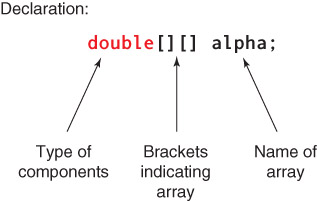 Declaration:
double[][] alpha;
Type of
components
Brackets
indicating
array
Name of
array